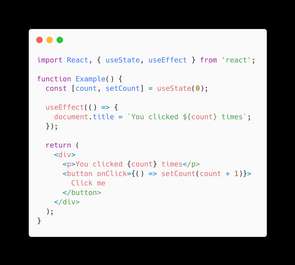 import React, { useState, useEffect } from 'react';
function Example() {
const [count, setCount] = useState(0);
useEffect(() => {
document.title = `You clicked ${count} times`;
});
return (
<div>
<p>You clicked {count} times</p>
<button onClick={() => setCount(count + 1)}>
Click me
</button>
</div>
);
}